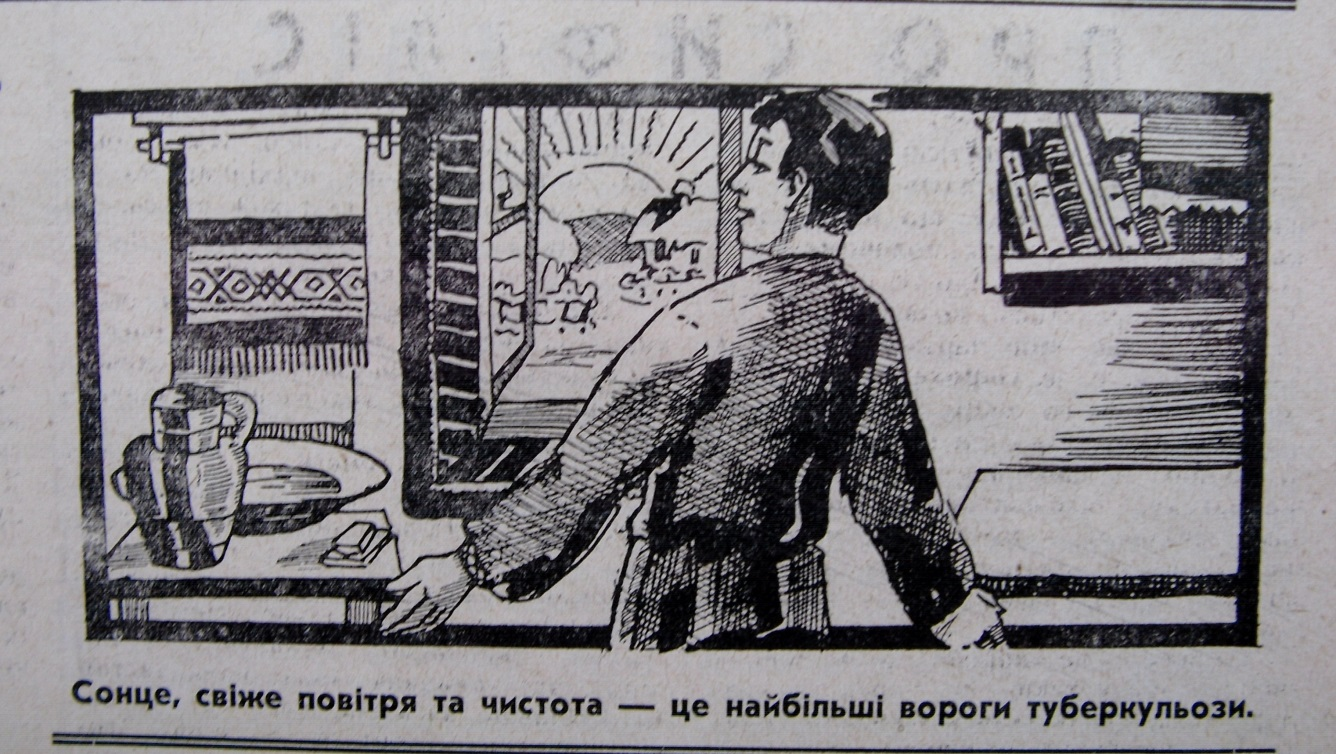 Сонце, свіже повітря та чистота — це найбільші вороги туберкульози.